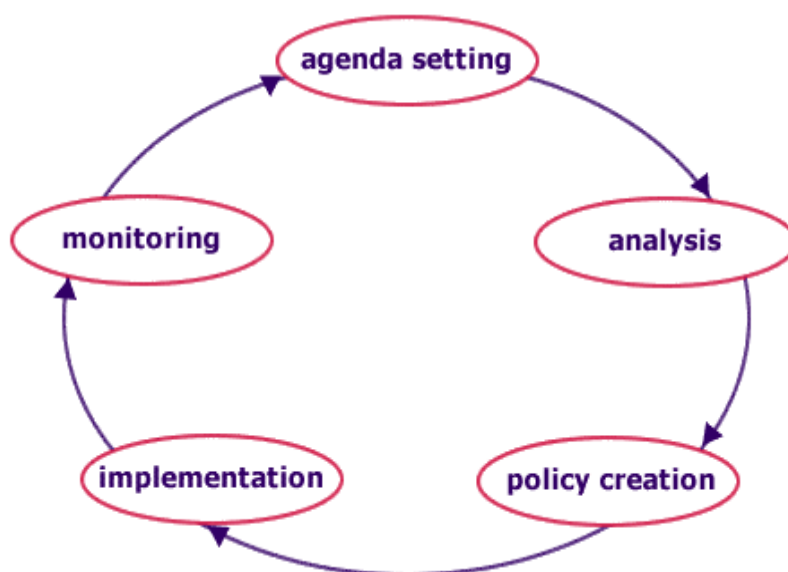 agenda setting
analysis
policy creation
implementation
monitoring